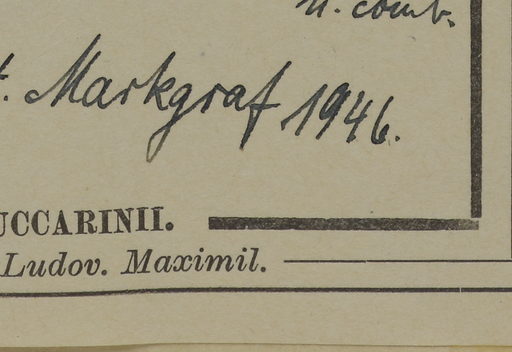 n. comb.
t. Markgraf 1946.
UCCARINII.
Ludov. Maximil.